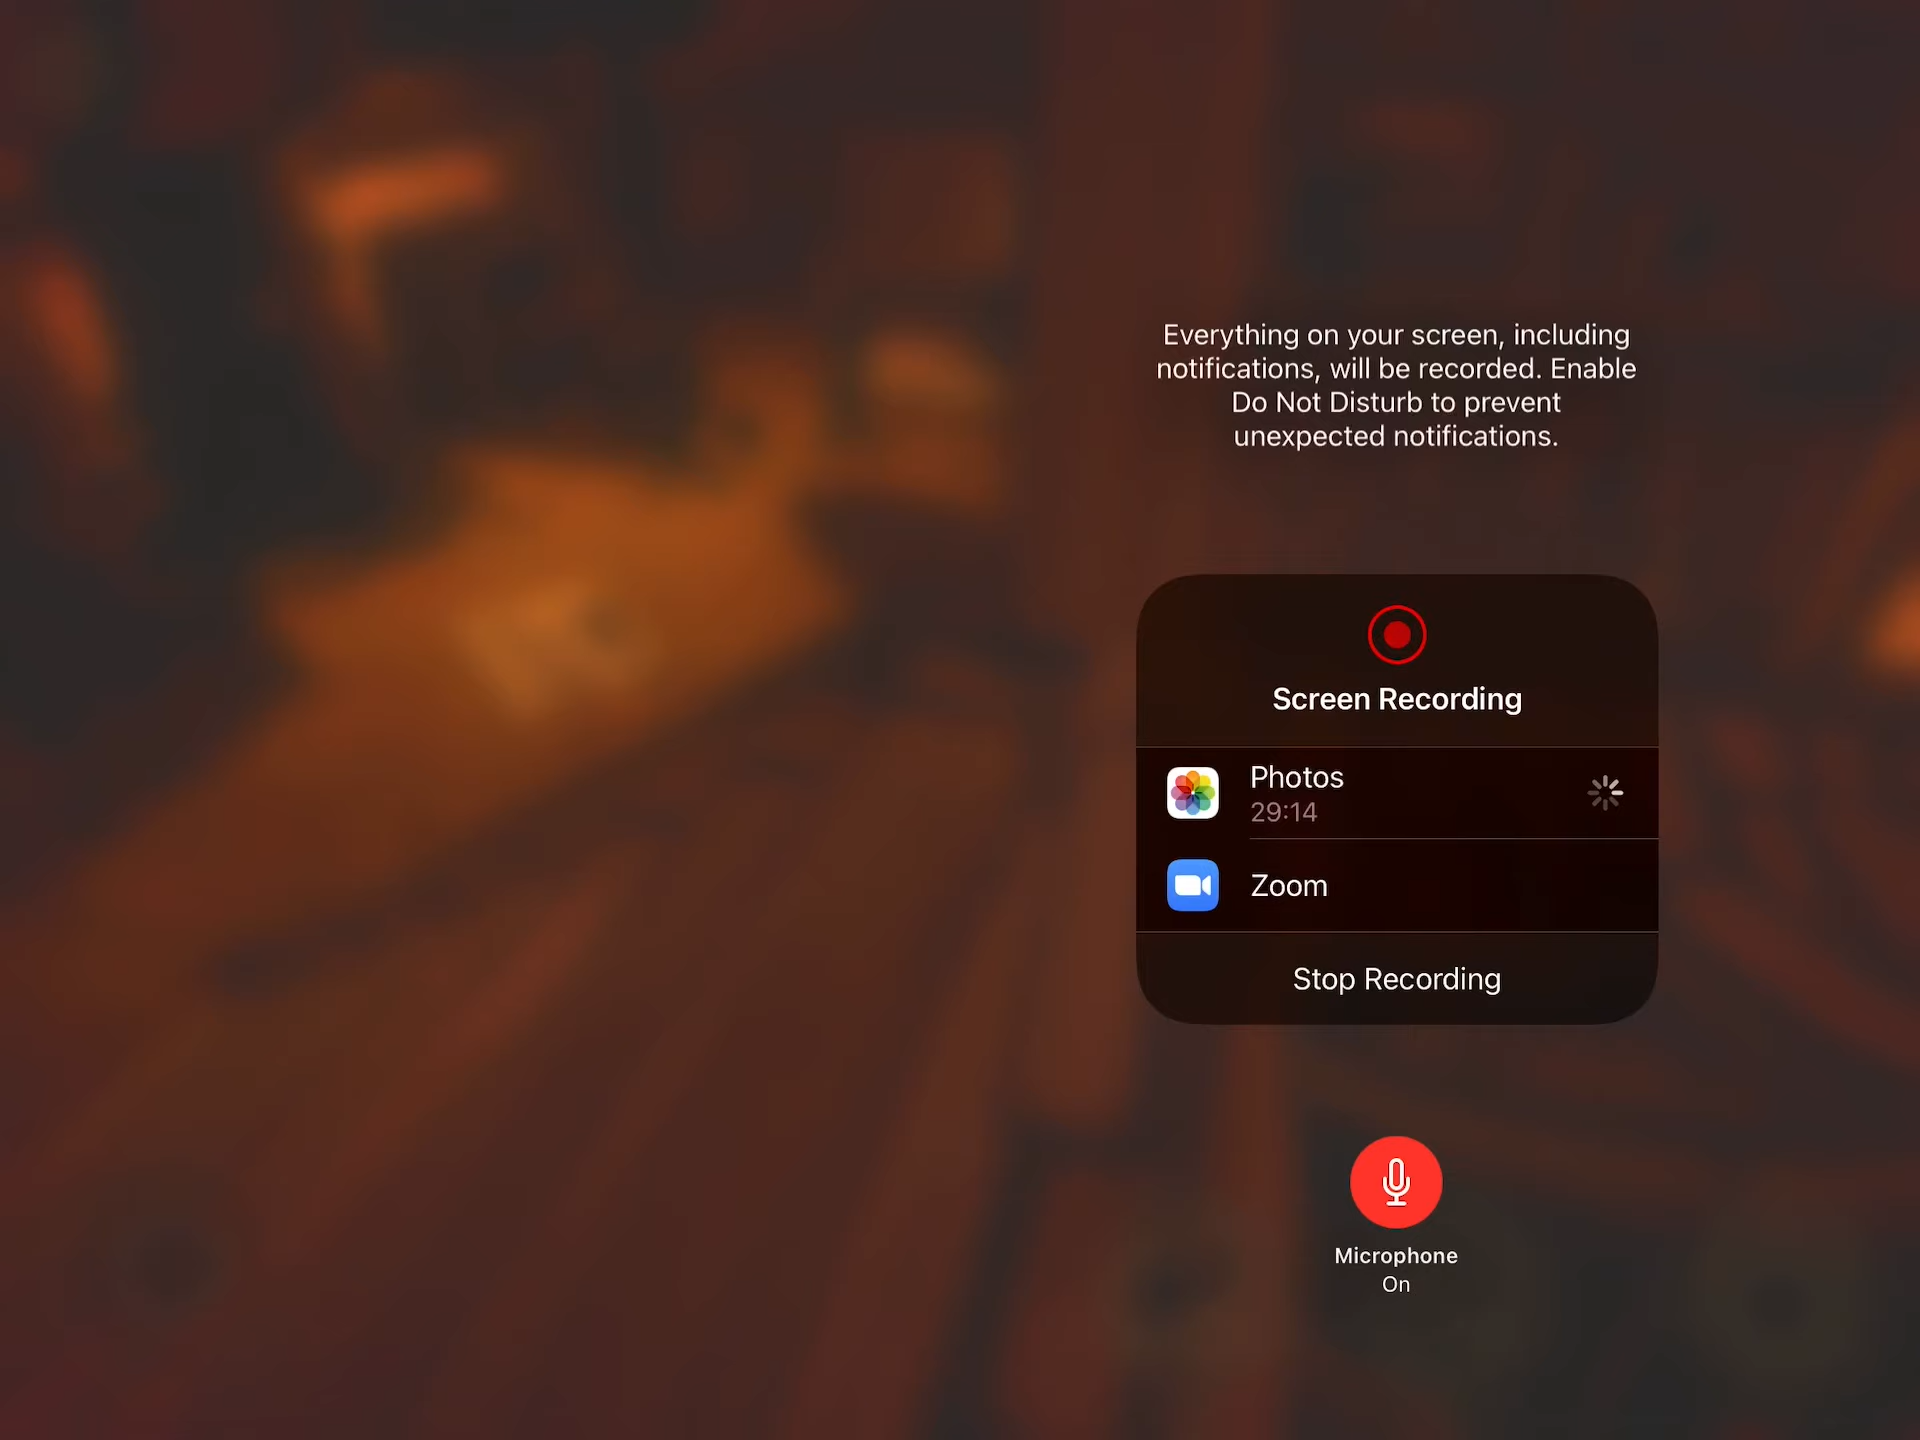 Everything on your screen, including
notifications, will be recorded. Enable
Do Not Disturb to prevent
unexpected notifications.
Screen Recording
Photos
29:14
Zoom
Stop Recording
Microphone
On